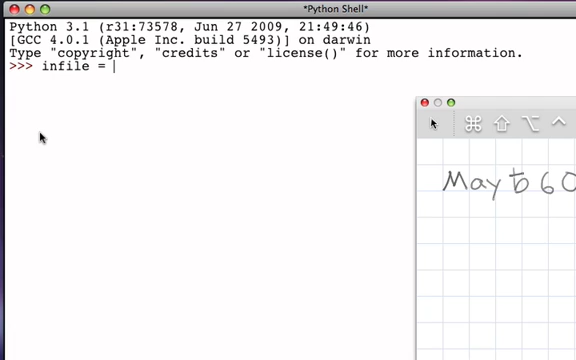 *Python Shell*
Python 3.1 (r31:73578, Jun 27 2009, 21:49:46)
[GCC 4.0.1 (Apple Inc. build 5493)] on darwin
Type "copyright", "credits" or "license()" for more information.
>>> infile =
May 5 60